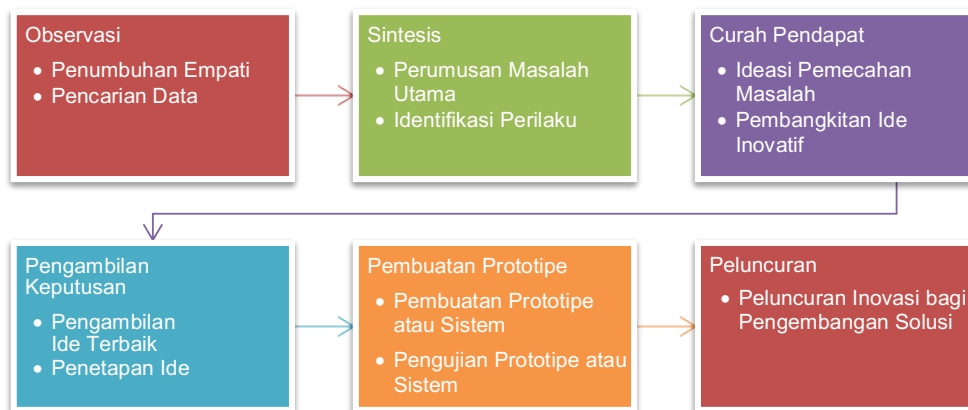 Observasi
• Penumbuhan Empati
• Pencarian Data
Sintesis
• Perumusan Masalah
Utama
• Identifikasi Perilaku
Curah Pendapat
• Ideasi Pemecahan
Masalah
• Pembangkitan Ide
Inovatif
Pengambilan
Keputusan
• Pengambilan
Ide Terbaik
• Penetapan Ide
Pembuatan Prototipe
• Pembuatan Prototipe
atau Sistem
• Pengujian Prototipe atau
Sistem
Peluncuran
• Peluncuran Inovasi bagi
Pengembangan Solusi